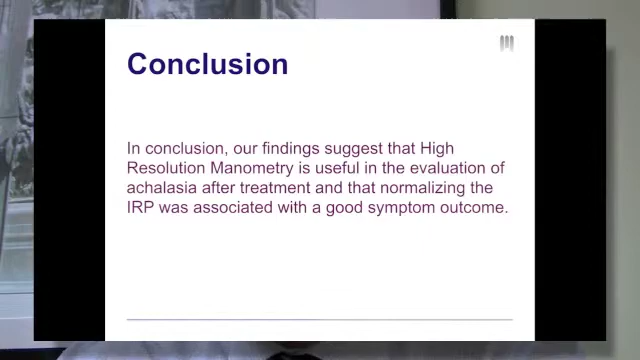 Conclusion
In conclusion, our findings suggest that High
Resolution Manometry is useful in the evaluation of
achalasia after treatment and that normalizing the
IRP was associated with a good symptom outcome.